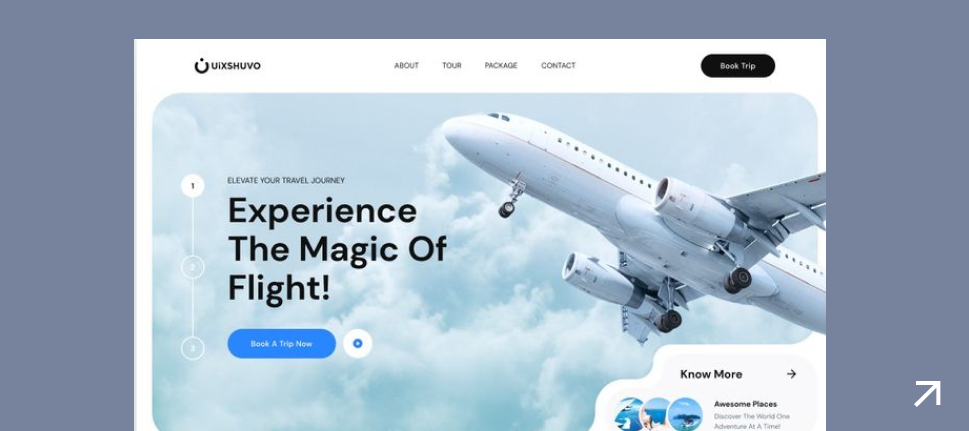 UiXSHUVO
ABOUT TOUR PACKAGE CONTACT
Book Trip
1
ELEVATE YOUR TRAVEL JOURNEY
Experience
The Magic Of
Flight!
2
3
Book A Trip Now
Know More
Awesome Places
Discover The World One
Adventure At A Time!